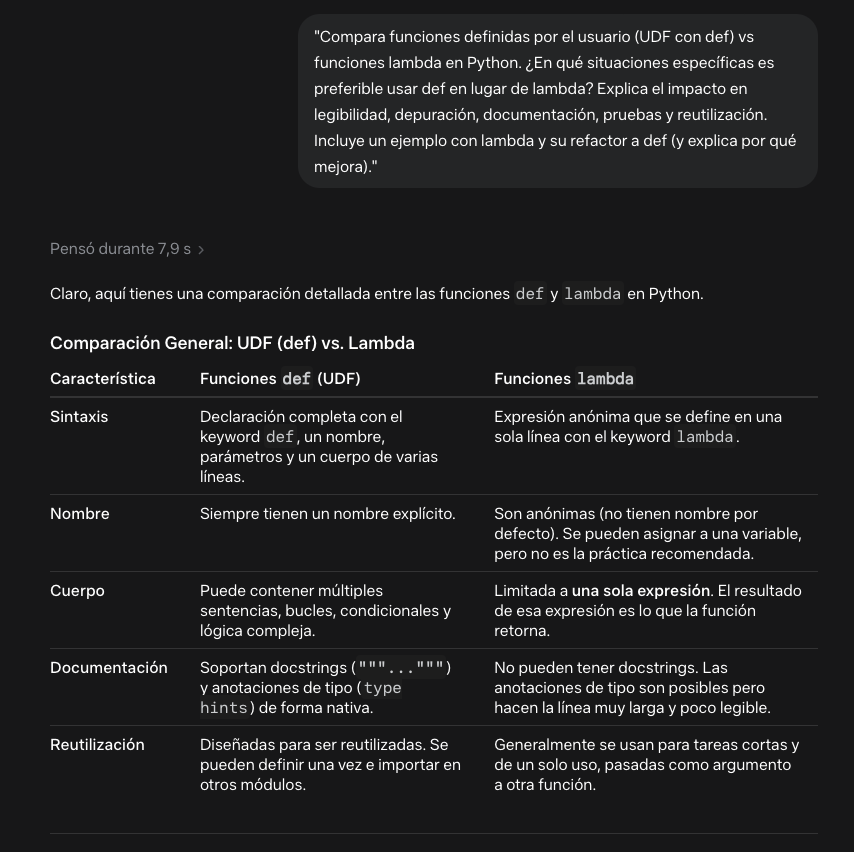 "Compara funciones definidas por el usuario (UDF con def) vs
funciones lambda en Python. ¿En qué situaciones específicas es
preferible usar def en lugar de lambda? Explica el impacto en
legibilidad, depuración, documentación, pruebas y reutilización.
Incluye un ejemplo con lambda y su refactor a def (y explica por qué
mejora)."
Pensó durante 7,9 s >
Claro, aquí tienes una comparación detallada entre las funciones def y lambda en Python.
Comparación General: UDF (def) vs. Lambda
Característica
Funciones def (UDF)
Funciones lambda
Sintaxis
Declaración completa con el
keyword def, un nombre,
parámetros y un cuerpo de varias
líneas.
Expresión anónima que se define en una
sola línea con el keyword lambda.
Nombre
Siempre tienen un nombre explícito.
Son anónimas (no tienen nombre por
defecto). Se pueden asignar a una variable,
pero no es la práctica recomendada.
Cuerpo
Puede contener múltiples
sentencias, bucles, condicionales y
lógica compleja.
Limitada a una sola expresión. El resultado
de esa expresión es lo que la función
retorna.
Documentación
Soportan docstrings ("""...""")
y anotaciones de tipo (type
hints) de forma nativa.
No pueden tener docstrings. Las
anotaciones de tipo son posibles pero
hacen la línea muy larga y poco legible.
Reutilización
Diseñadas para ser reutilizadas. Se
pueden definir una vez e importar en
otros módulos.
Generalmente se usan para tareas cortas y
de un solo uso, pasadas como argumento
a otra función.